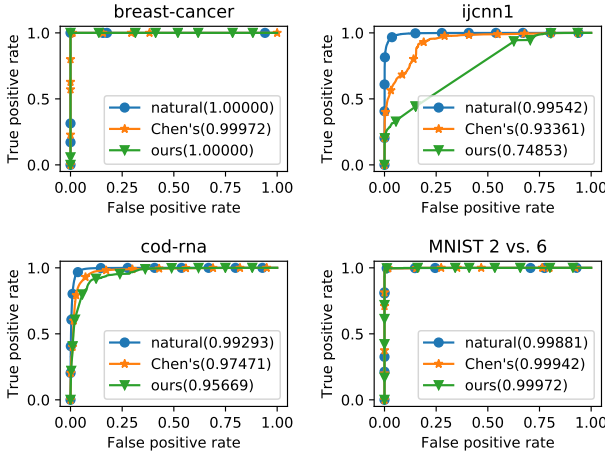 breast-cancer
True positive rate
1.0
0.5
0.0
natural(1.00000)
Chen's(0.99972)
ours(1.00000)
0.00 0.25 0.50 0.75 1.00
False positive rate
ijcnn1
True positive rate
1.0
0.5
0.0
natural(0.99542)
Chen's(0.93361)
ours(0.74853)
0.00 0.25 0.50 0.75 1.00
False positive rate
cod-rna
True positive rate
1.0
0.5
0.0
natural(0.99293)
Chen's(0.97471)
ours(0.95669)
0.00 0.25 0.50 0.75 1.00
False positive rate
MNIST 2 vs. 6
True positive rate
1.0
0.5
0.0
natural(0.99881)
Chen's(0.99942)
ours(0.99972)
0.00 0.25 0.50 0.75 1.00
False positive rate